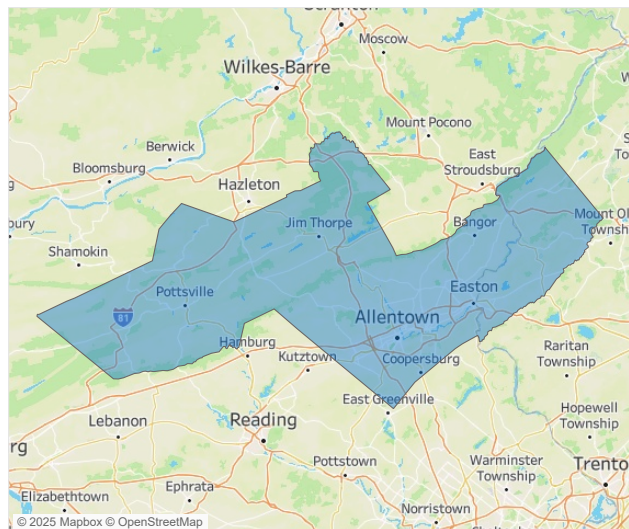 Scranton
Moscow
Wilkes-Barre
Mount Pocono
Berwick
East
Stroudsburg
Bloomsburg
Hazleton
Jim Thorpe
Bangor
Mount Ol
Townsh
bury
Shamokin
Pottsville
81
Easton
Allentown
Hamburg
Kutztown
Coopersburg
Raritan
Township
East Greenville
Lebanon
Reading
Hopewell
Township
rg
Pottstown
Warminster
Township
Trento
Ephrata
Elizabethtown
Norristown
© 2025 Mapbox © OpenStreetMap